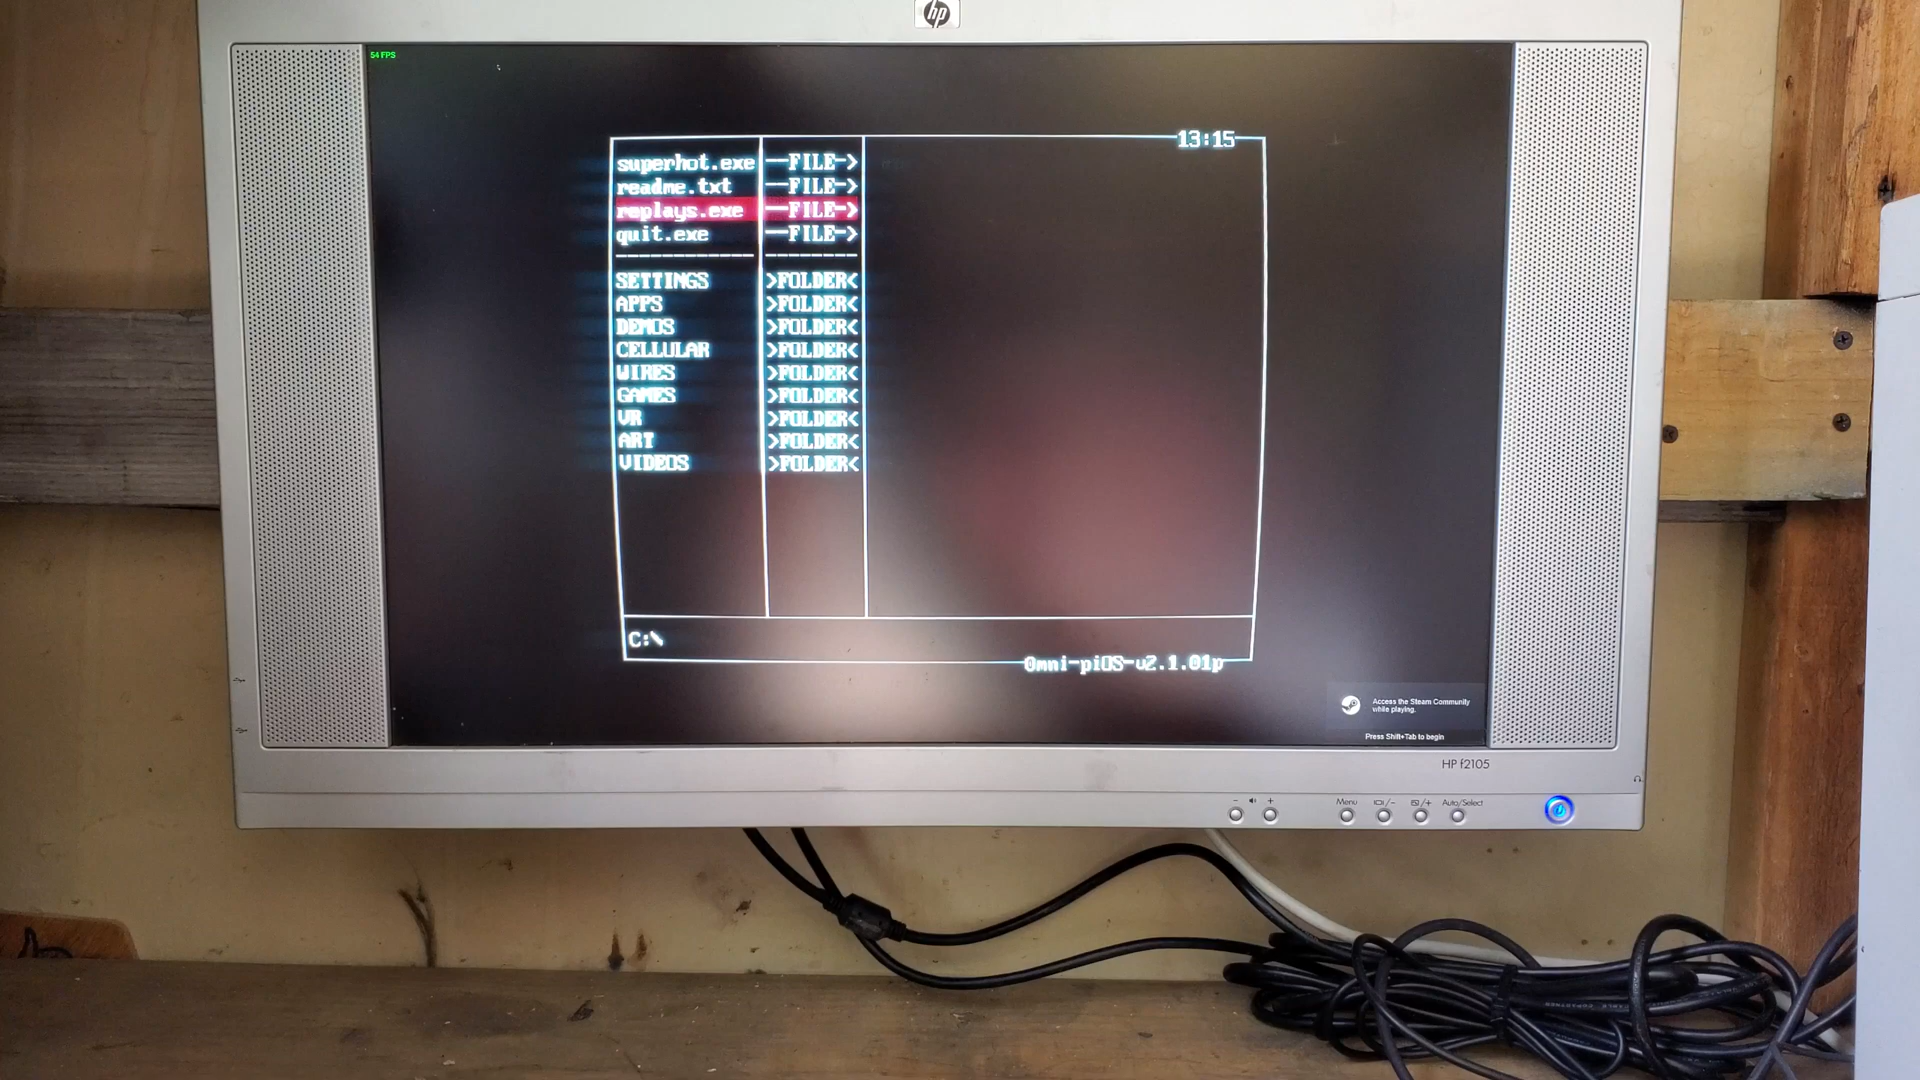 hp
54 FPS
13:15
superhot.exe —FILE—>
readme.txt —FILE—>
replays.exe —FILE—>
quit.exe —FILE—>
SETTINGS >FOLDER<
APPS >FOLDER<
DEMOS >FOLDER<
CELLULAR >FOLDER<
WIRES >FOLDER<
GAMES >FOLDER<
VR >FOLDER<
ART >FOLDER<
VIDEOS >FOLDER<
C:\
Omni-piOS-v2.1.01p
Access the Steam Community
while playing.
Press Shift+Tab to begin
HP f2105
- + Menu /- /+ Auto/Select